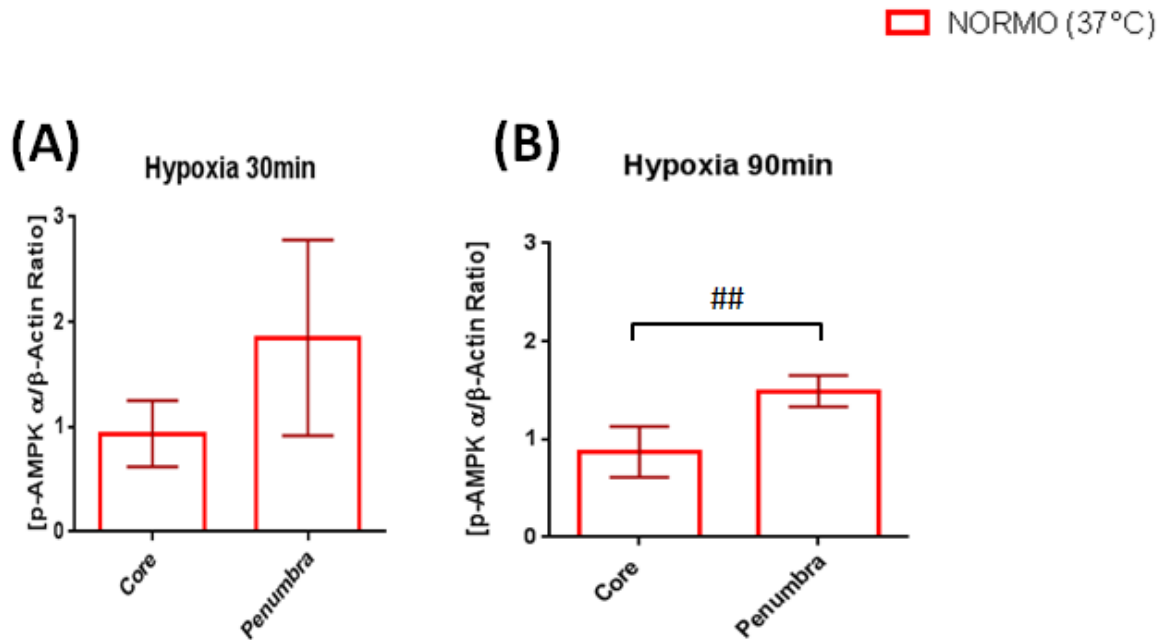 NORMO (37°C)
(A)
Hypoxia 30min
[p-AMPK α/β-Actin Ratio]
3
2
1
0
Core
Penumbra
(B)
Hypoxia 90min
[p-AMPK α/β-Actin Ratio]
3
2
1
0
##
Core
Penumbra